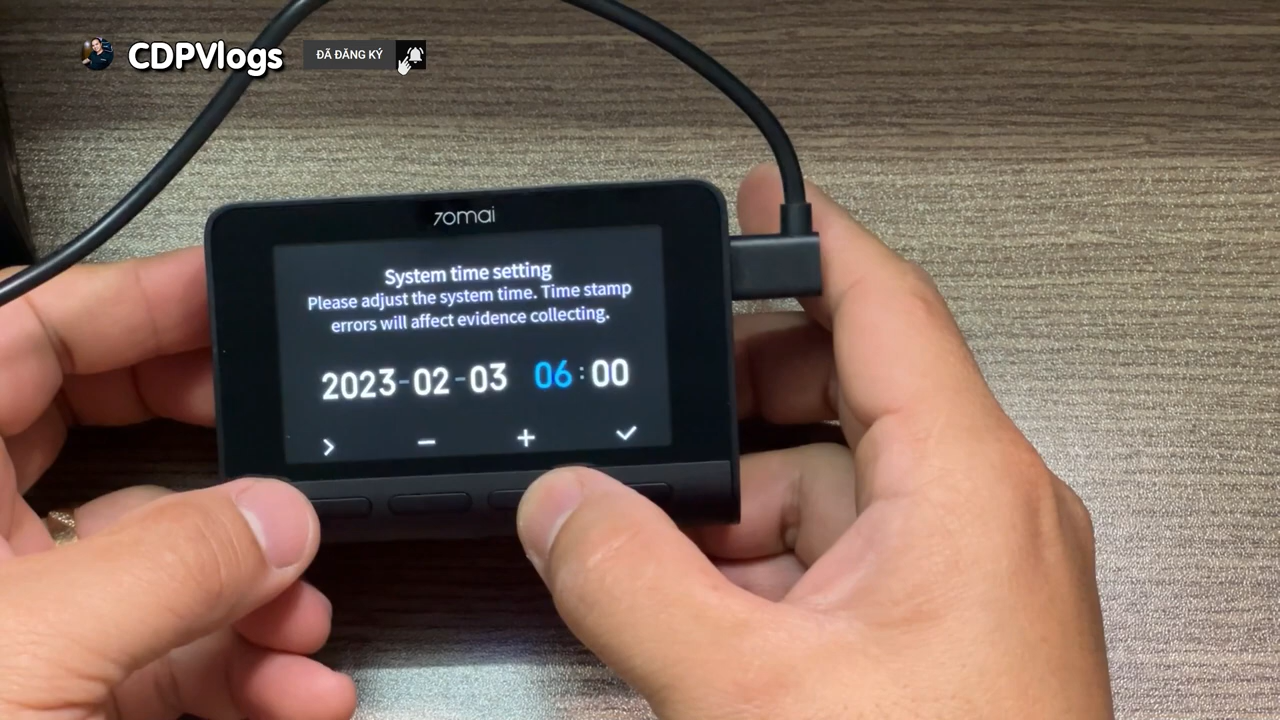 CDPVlogs ĐÃ ĐĂNG KÝ
70mai
System time setting
Please adjust the system time. Time stamp
errors will affect evidence collecting.
2023-02-03 06:00
> − + ✓